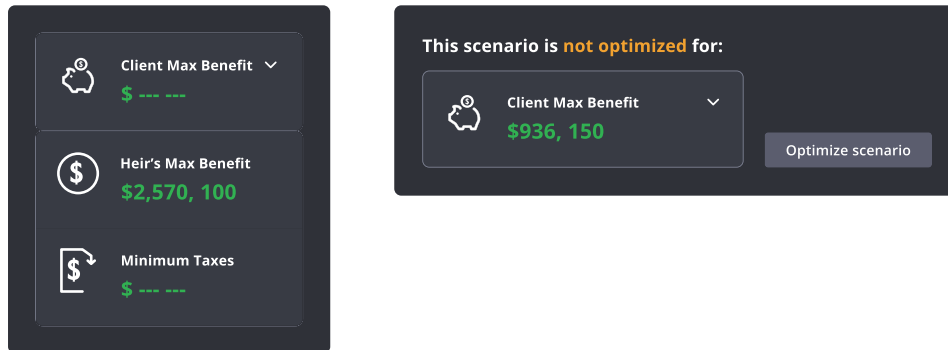 Client Max Benefit
$ --- ---
Heir's Max Benefit
$2,570, 100
Minimum Taxes
$ --- ---
This scenario is not optimized for:
Client Max Benefit
$936, 150
Optimize scenario